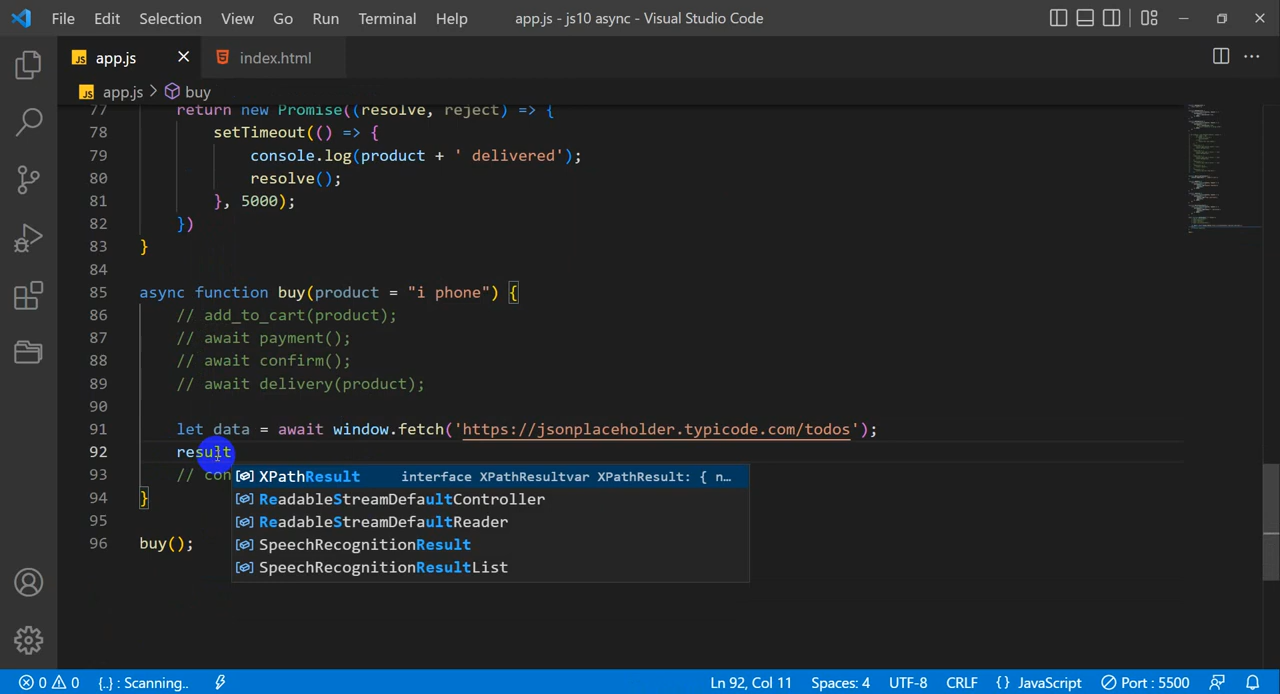 File Edit Selection View Go Run Terminal Help app.js - js10 async - Visual Studio Code
JS app.js index.html
JS app.js > buy
77 return new Promise((resolve, reject) => {
78 setTimeout(() => {
79 console.log(product + ' delivered');
80 resolve();
81 }, 5000);
82 })
83 }
84
85 async function buy(product = "i phone") {
86 // add_to_cart(product);
87 // await payment();
88 // await confirm();
89 // await delivery(product);
90
91 let data = await window.fetch('https://jsonplaceholder.typicode.com/todos');
92 result
XPathResult interface XPathResultvar XPathResult: { n…
93 // con
94 }
ReadableStreamDefaultController
ReadableStreamDefaultReader
95
SpeechRecognitionResult
96 buy();
SpeechRecognitionResultList
0 0 {..} : Scanning.. Ln 92, Col 11 Spaces: 4 UTF-8 CRLF {} JavaScript Port : 5500